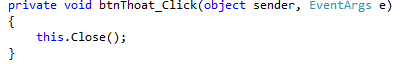 private void btnThoat_Click(object sender, EventArgs e)
{
    this.Close();
}